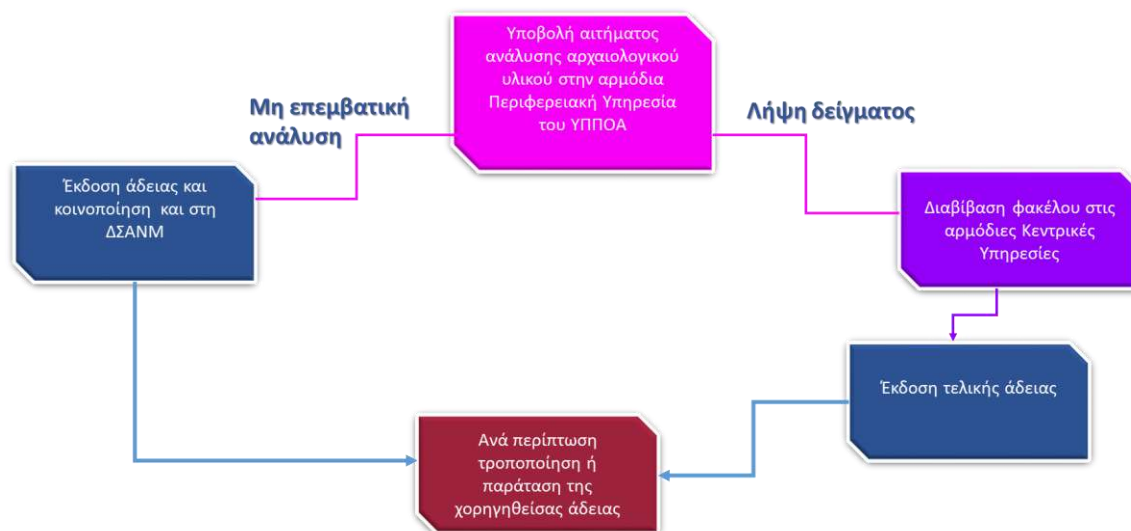 Υποβολή αιτήματος
ανάλυσης αρχαιολογικού
υλικού στην αρμόδια
Περιφερειακή Υπηρεσία
του ΥΠΠΟΑ
Μη επεμβατική
ανάλυση
Λήψη δείγματος
Έκδοση άδειας και
κοινοποίηση και στη
ΔΣΑΝΜ
Διαβίβαση φακέλου στις
αρμόδιες Κεντρικές
Υπηρεσίες
Έκδοση τελικής άδειας
Ανά περίπτωση
τροποποίηση ή
παράταση της
χορηγηθείσας άδειας